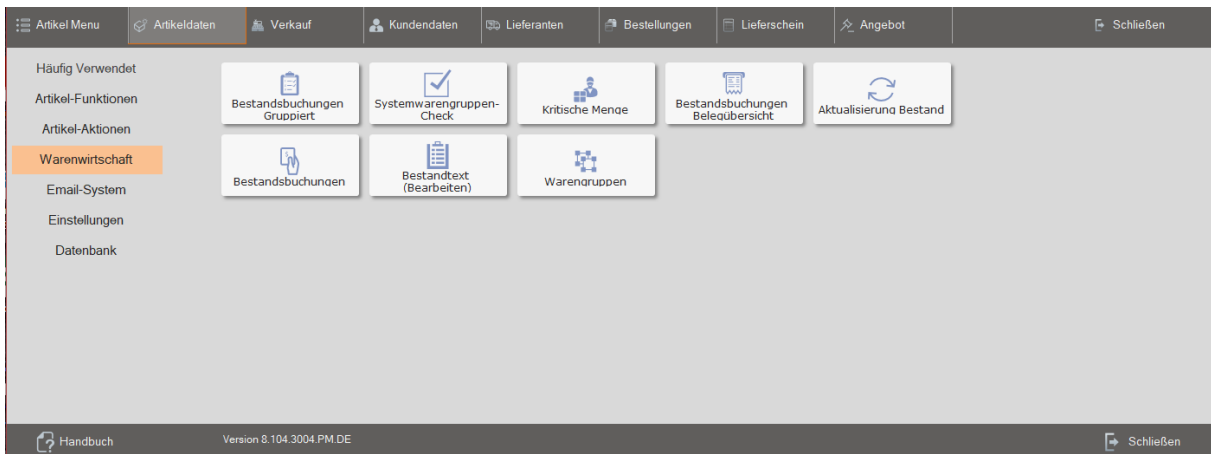 Artikel Menu
Artikeldaten
Verkauf
Kundendaten
Lieferanten
Bestellungen
Lieferschein
Angebot
Schließen
Häufig Verwendet
Artikel-Funktionen
Artikel-Aktionen
Warenwirtschaft
Email-System
Einstellungen
Datenbank
Bestandsbuchungen
Gruppiert
Systemwarengruppen-
Check
Kritische Menge
Bestandsbuchungen
Belegübersicht
Aktualisierung Bestand
Bestandsbuchungen
Bestandtext
(Bearbeiten)
Warengruppen
Handbuch
Version 8.104.3004.PM.DE
Schließen